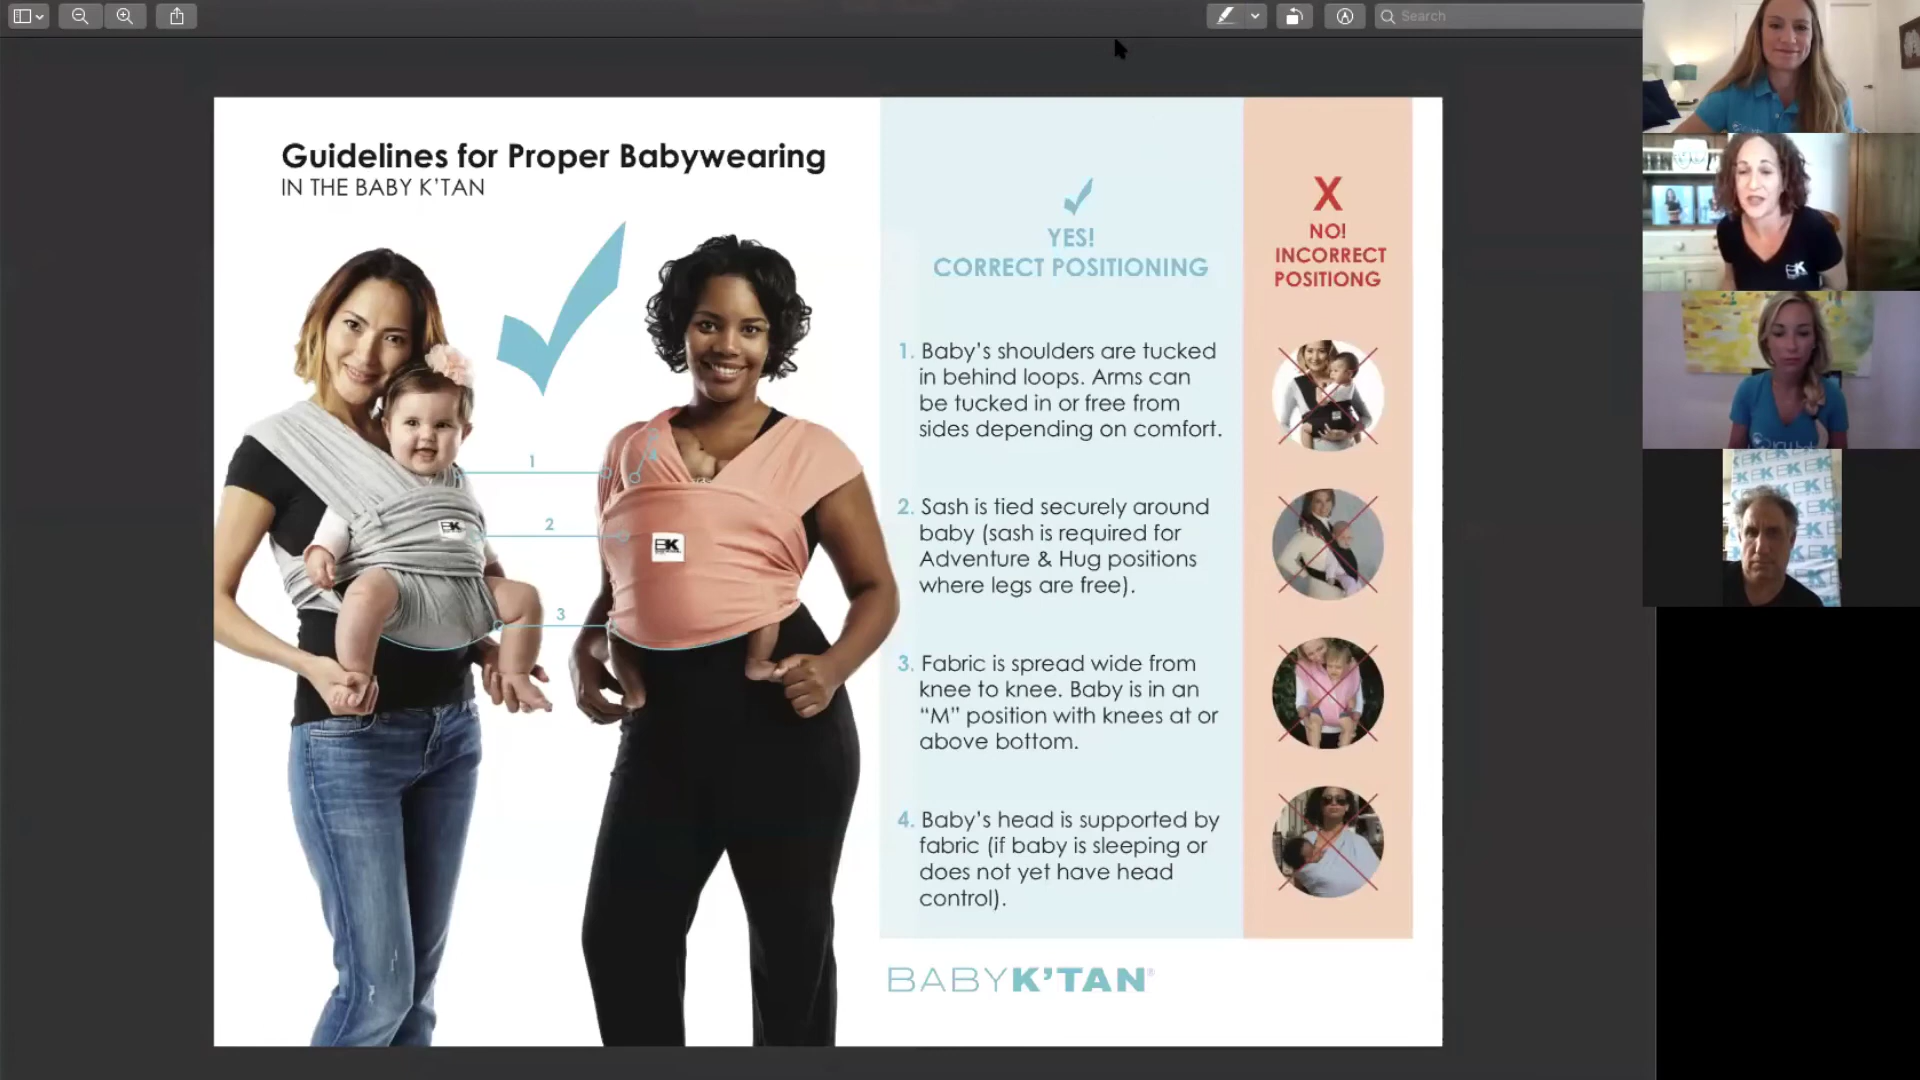 Search
Guidelines for Proper Babywearing
IN THE BABY K'TAN
1
2
3
4
BK
BK
YES!
CORRECT POSITIONING
1. Baby's shoulders are tucked
in behind loops. Arms can
be tucked in or free from
sides depending on comfort.
2. Sash is tied securely around
baby (sash is required for
Adventure & Hug positions
where legs are free).
3. Fabric is spread wide from
knee to knee. Baby is in an
“M” position with knees at or
above bottom.
4. Baby's head is supported by
fabric (if baby is sleeping or
does not yet have head
control).
X
NO!
INCORRECT
POSITIONG
BABYK'TAN®
BK